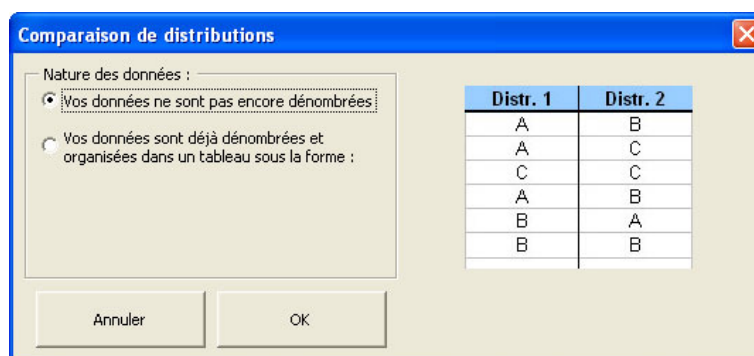 Comparaison de distributions
Nature des données :
Vos données ne sont pas encore dénombrées
Vos données sont déjà dénombrées et
organisées dans un tableau sous la forme :
Annuler
OK
Distr. 1 Distr. 2
A B
A C
C C
A B
B A
B B